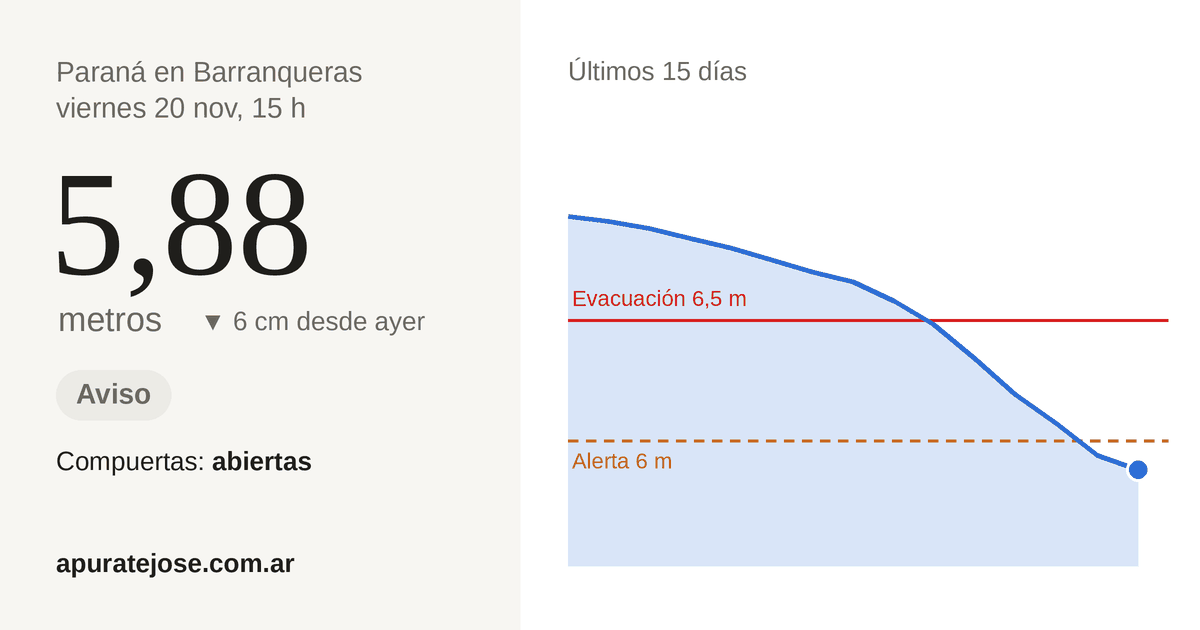 Paraná en Barranqueras
viernes 20 nov, 15 h
5,88
metros ▼ 6 cm desde ayer
Aviso
Compuertas: abiertas
apuratejose.com.ar
Últimos 15 días
Evacuación 6,5 m
Alerta 6 m